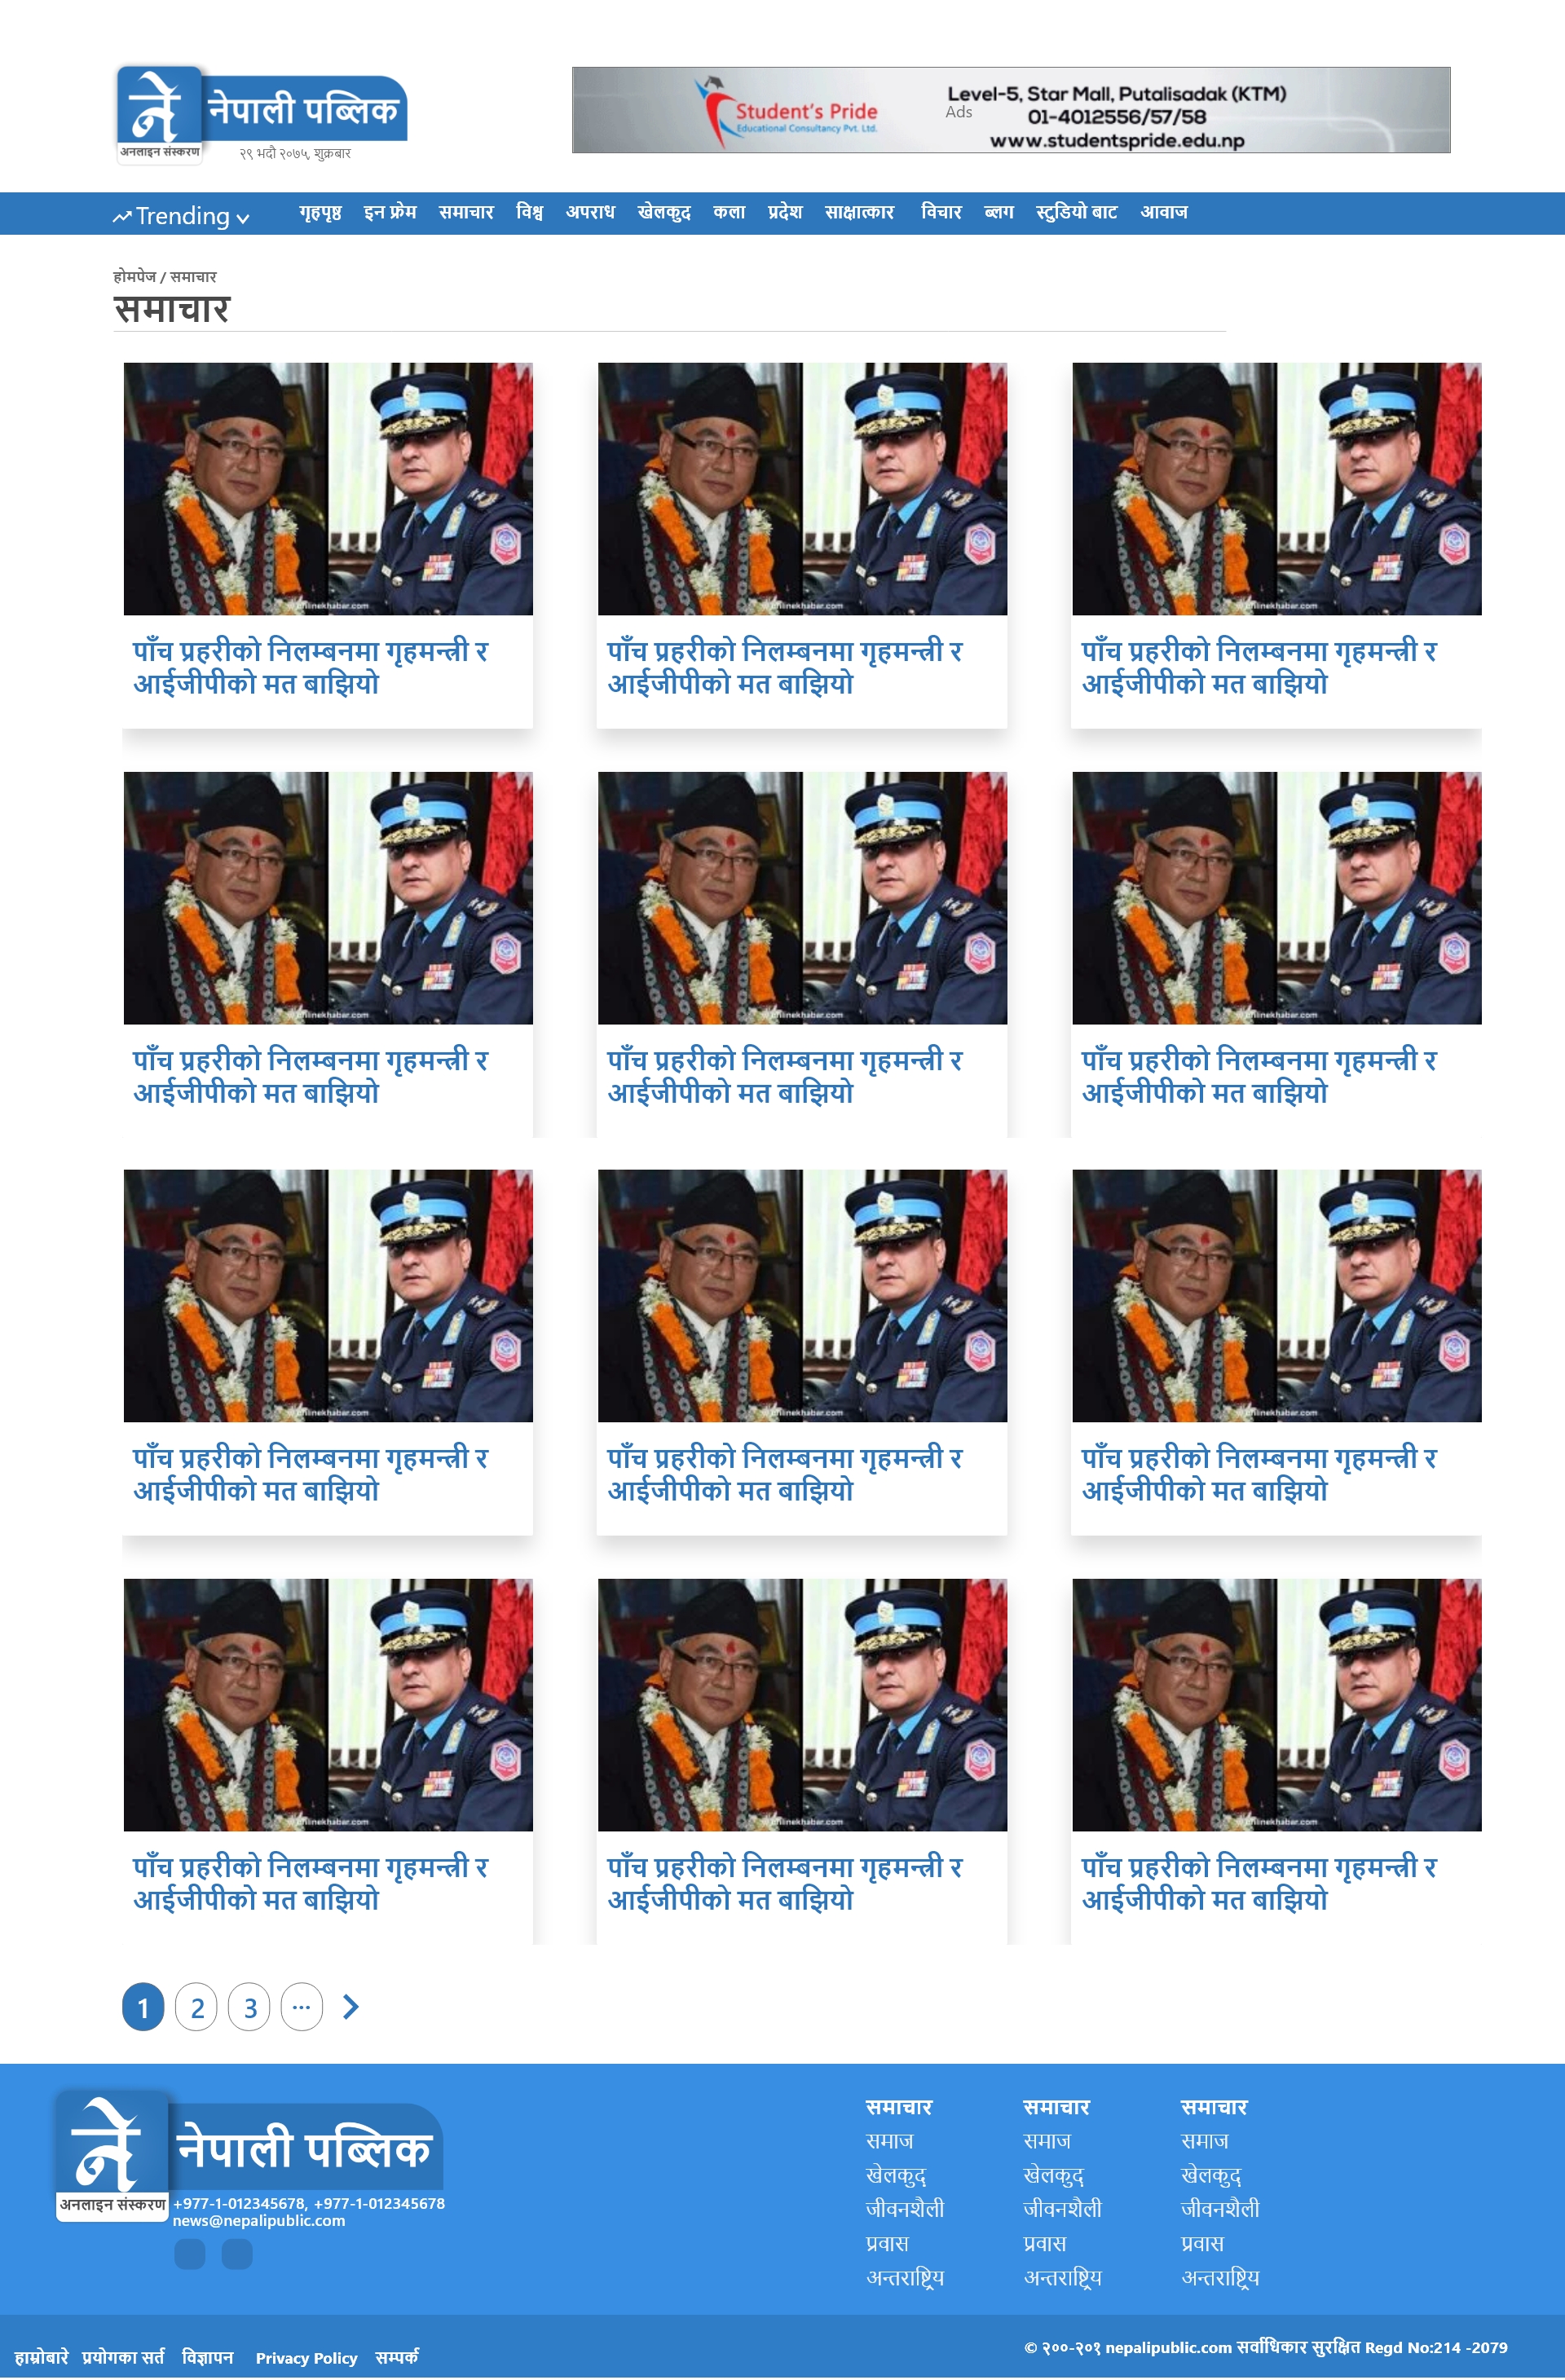 ने नेपाली पब्लिक
अनलाइन संस्करण
२९ भदौ २०७५, शुक्रबार
Student's Pride
Educational Consultancy Pvt. Ltd.
Ads
Level-5, Star Mall, Putalisadak (KTM)
01-4012556/57/58
www.studentspride.edu.np
Trending गृहपृष्ठ इन फ्रेम समाचार विश्व अपराध खेलकुद कला प्रदेश साक्षात्कार विचार ब्लग स्टुडियो बाट आवाज
होमपेज / समाचार
समाचार
पाँच प्रहरीको निलम्बनमा गृहमन्त्री र
आईजीपीको मत बाझियो
पाँच प्रहरीको निलम्बनमा गृहमन्त्री र
आईजीपीको मत बाझियो
पाँच प्रहरीको निलम्बनमा गृहमन्त्री र
आईजीपीको मत बाझियो
पाँच प्रहरीको निलम्बनमा गृहमन्त्री र
आईजीपीको मत बाझियो
पाँच प्रहरीको निलम्बनमा गृहमन्त्री र
आईजीपीको मत बाझियो
पाँच प्रहरीको निलम्बनमा गृहमन्त्री र
आईजीपीको मत बाझियो
पाँच प्रहरीको निलम्बनमा गृहमन्त्री र
आईजीपीको मत बाझियो
पाँच प्रहरीको निलम्बनमा गृहमन्त्री र
आईजीपीको मत बाझियो
पाँच प्रहरीको निलम्बनमा गृहमन्त्री र
आईजीपीको मत बाझियो
पाँच प्रहरीको निलम्बनमा गृहमन्त्री र
आईजीपीको मत बाझियो
पाँच प्रहरीको निलम्बनमा गृहमन्त्री र
आईजीपीको मत बाझियो
पाँच प्रहरीको निलम्बनमा गृहमन्त्री र
आईजीपीको मत बाझियो
1 2 3 ...
ने नेपाली पब्लिक
अनलाइन संस्करण
+977-1-012345678, +977-1-012345678
news@nepalipublic.com
समाचार समाचार समाचार
समाज समाज समाज
खेलकुद खेलकुद खेलकुद
जीवनशैली जीवनशैली जीवनशैली
प्रवास प्रवास प्रवास
अन्तराष्ट्रिय अन्तराष्ट्रिय अन्तराष्ट्रिय
हाम्रोबारे प्रयोगका सर्त विज्ञापन Privacy Policy सम्पर्क
© २००-२०१ nepalipublic.com सर्वाधिकार सुरक्षित Regd No:214 -2079